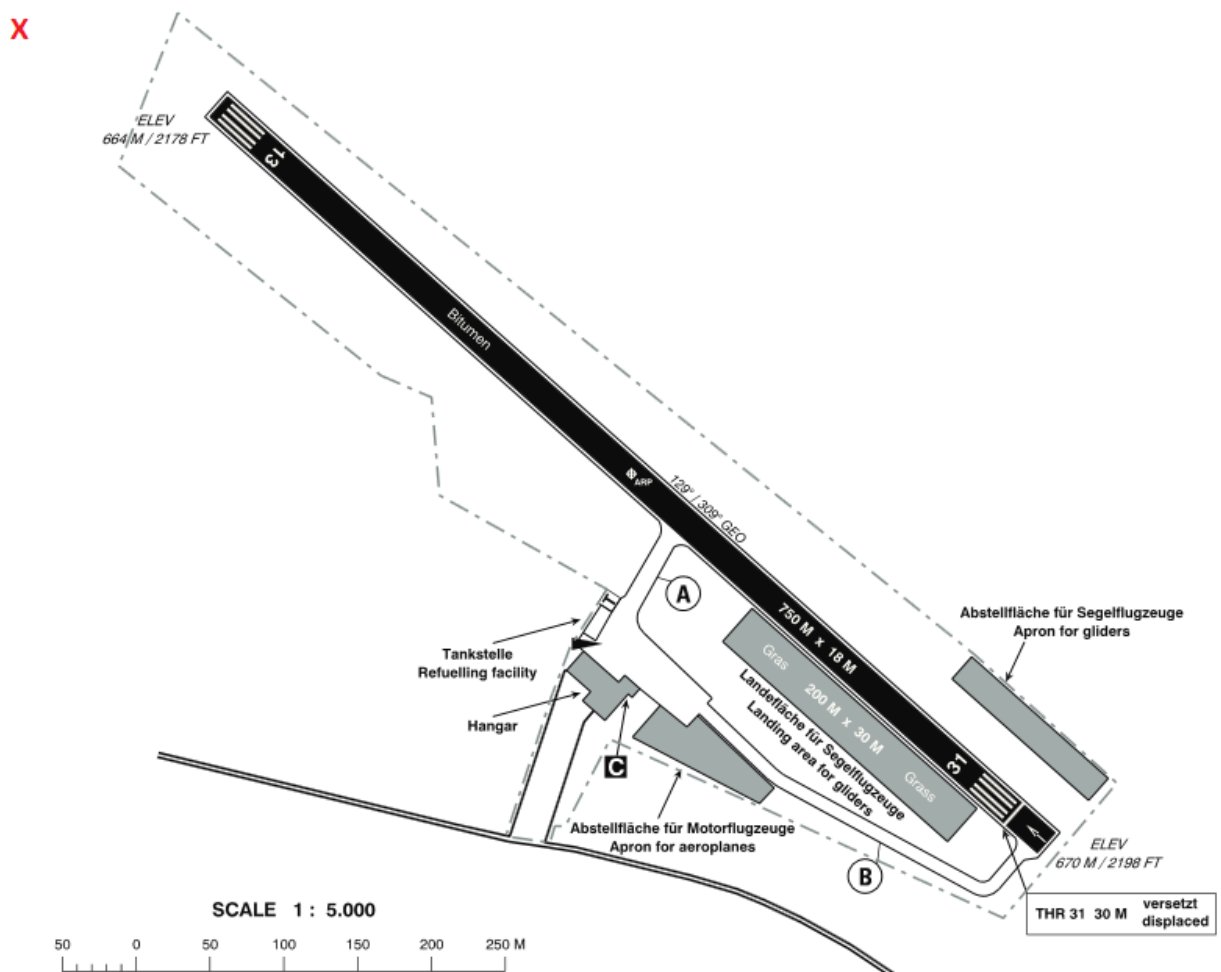 X
ELEV
664 M / 2178 FT
13
Bitumen
ARP
129° / 309° GEO
A
750 M x 18 M
Abstellfläche für Segelflugzeuge
Apron for gliders
T
Tankstelle
Refuelling facility
Gras 200 M x 30 M Grass
Landefläche für Segelflugzeuge
Landing area for gliders
Hangar
C
31
Abstellfläche für Motorflugzeuge
Apron for aeroplanes
B
ELEV
670 M / 2198 FT
THR 31 30 M versetzt
displaced
SCALE 1 : 5.000
50 0 50 100 150 200 250 M